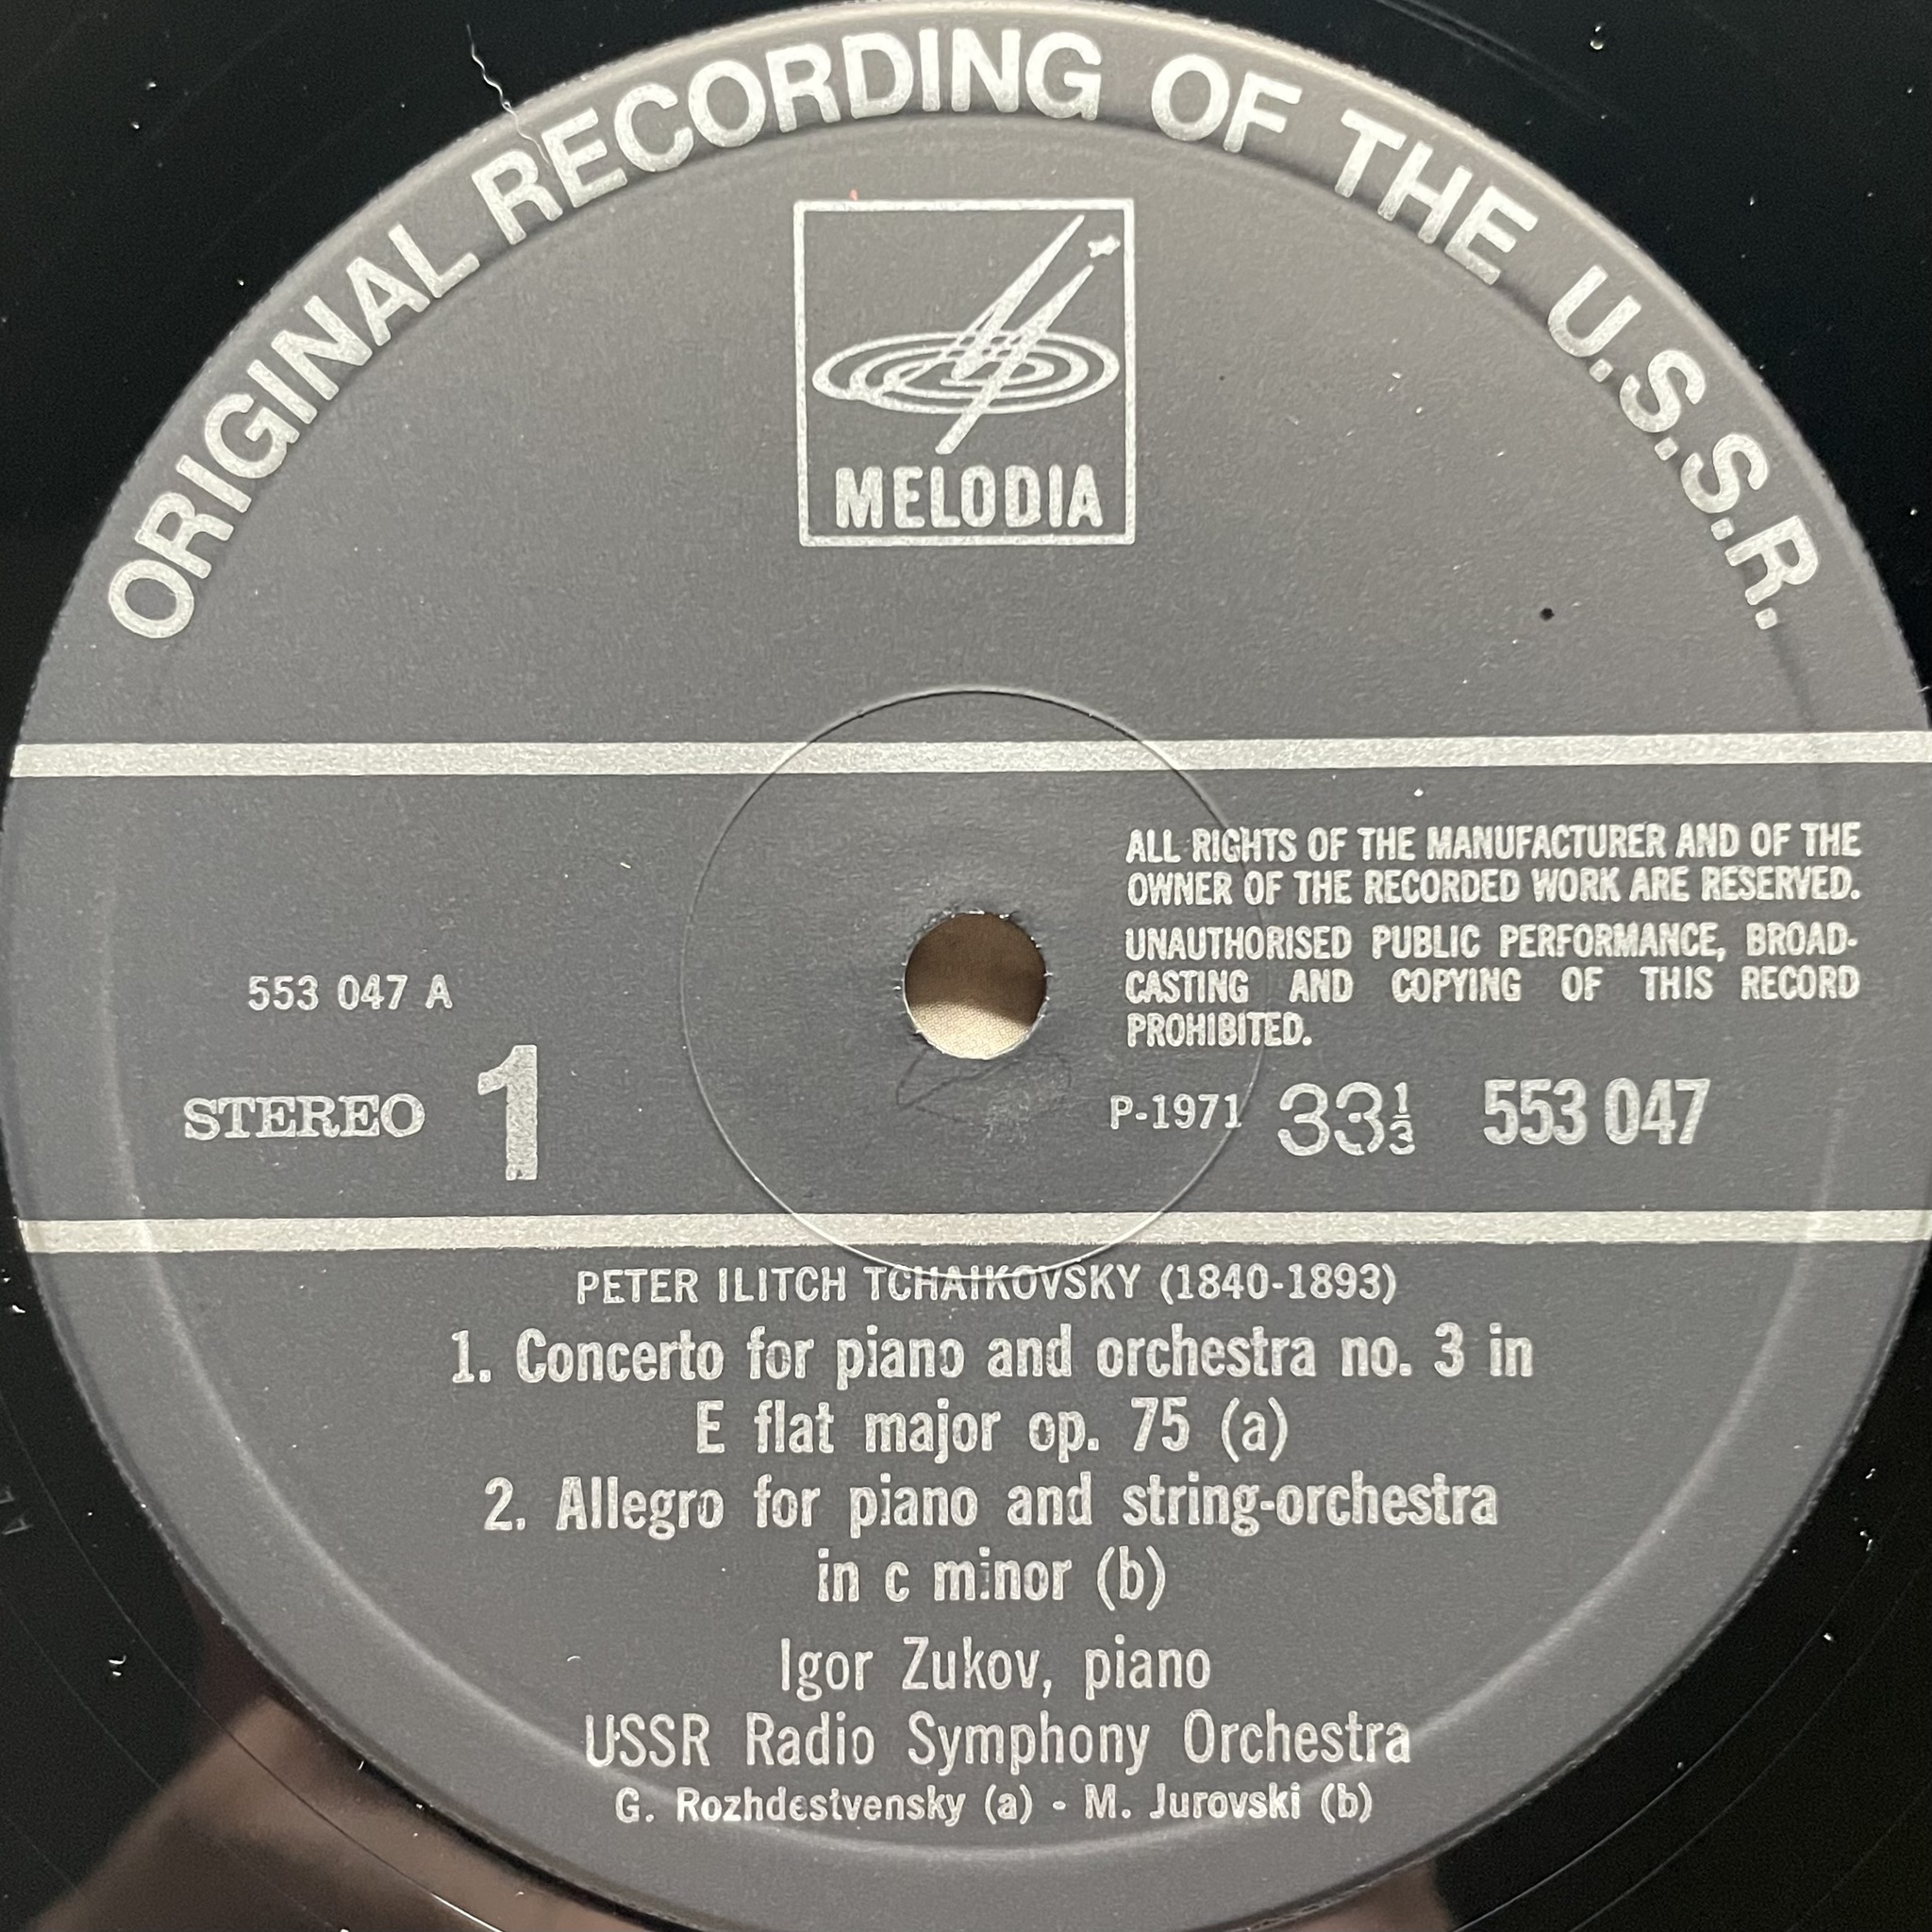 ORIGINAL RECORDING OF THE U.S.S.R.
MELODIA
ALL RIGHTS OF THE MANUFACTURER AND OF THE
OWNER OF THE RECORDED WORK ARE RESERVED.
UNAUTHORISED PUBLIC PERFORMANCE, BROAD-
CASTING AND COPYING OF THIS RECORD
PROHIBITED.
553 047 A
STEREO 1
P-1971 33⅓ 553 047
PETER ILITCH TCHAIKOVSKY (1840-1893)
1. Concerto for piano and orchestra no. 3 in
E flat major op. 75 (a)
2. Allegro for piano and string-orchestra
in c minor (b)
Igor Zukov, piano
USSR Radio Symphony Orchestra
G. Rozhdestvensky (a) - M. Jurovski (b)